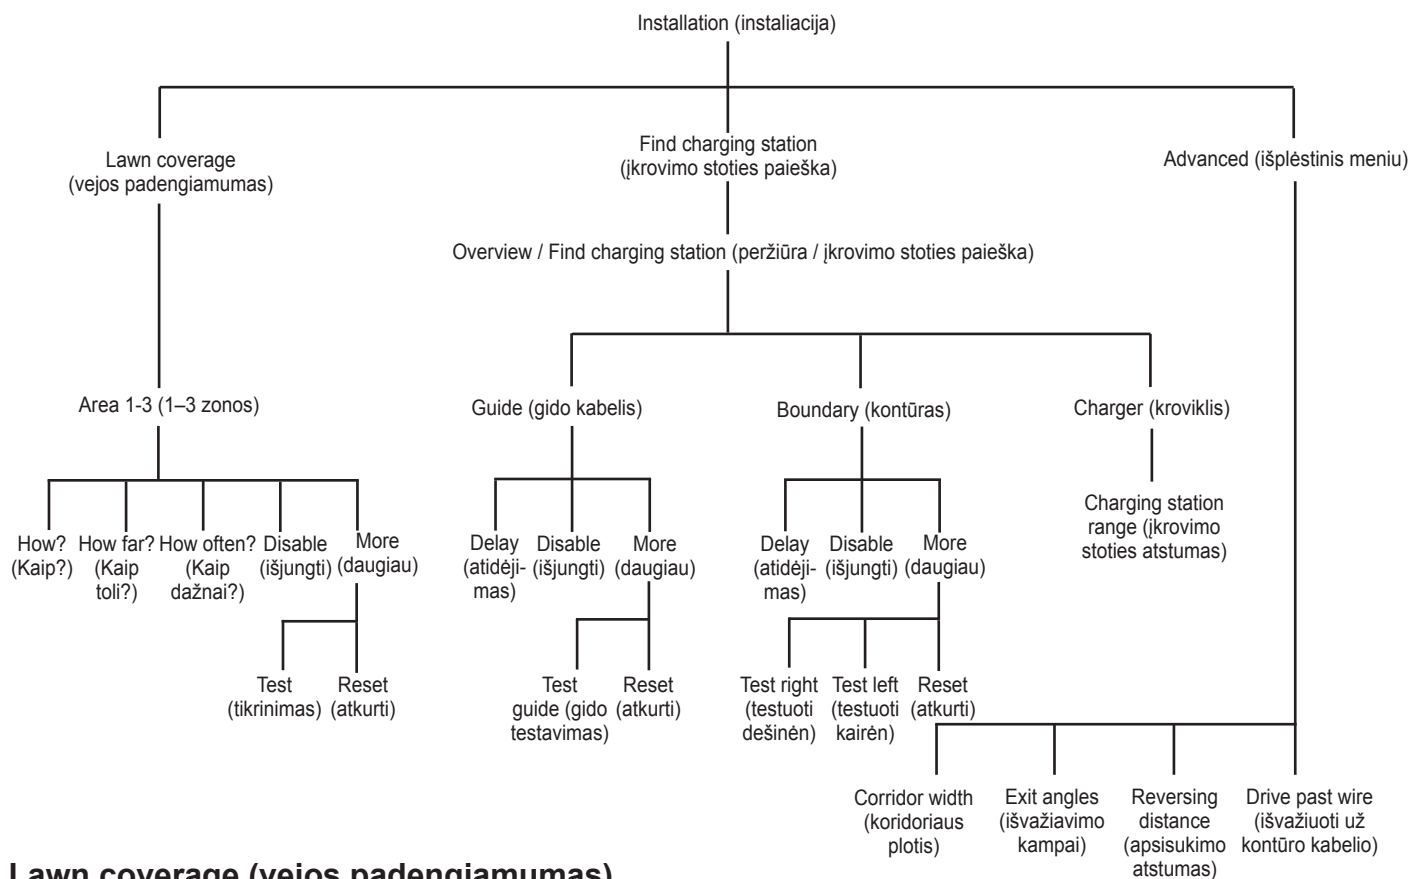 Installation (instaliacija)
Lawn coverage
(vejos padengiamumas)
Find charging station
(įkrovimo stoties paieška)
Advanced (išplėstinis meniu)
Overview / Find charging station (peržiūra / įkrovimo stoties paieška)
Area 1-3 (1–3 zonos)
Guide (gido kabelis)
Boundary (kontūras)
Charger (kroviklis)
How?
(Kaip?)
How far?
(Kaip
toli?)
How often?
(Kaip
dažnai?)
Disable
(išjungti)
More
(daugiau)
Delay
(atidėji-
mas)
Disable
(išjungti)
More
(daugiau)
Delay
(atidėji-
mas)
Disable
(išjungti)
More
(daugiau)
Charging station
range (įkrovimo
stoties atstumas)
Test
(tikrinimas)
Reset
(atkurti)
Test
guide (gido
testavimas)
Reset
(atkurti)
Test right
(testuoti
dešinėn)
Test left
(testuoti
kairėn)
Reset
(atkurti)
Corridor width
(koridoriaus
plotis)
Exit angles
(išvažiavimo
kampai)
Reversing
distance
(apsisukimo
atstumas)
Drive past wire
(išvažiuoti už
kontūro kabelio)
Lawn coverage (vejos padengiamumas)